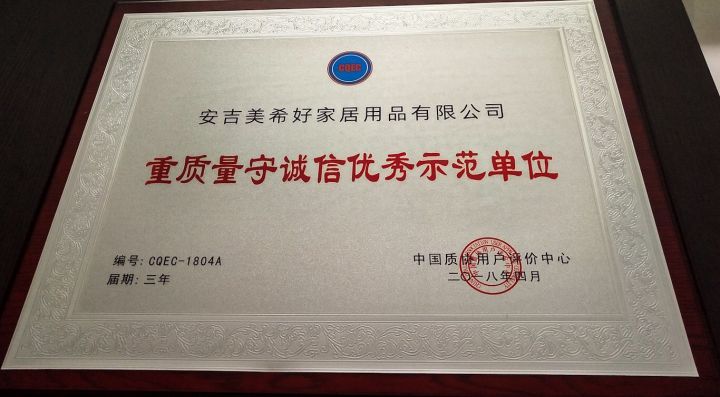 CQEC
安吉美希好家居用品有限公司
重质量守诚信优秀示范单位
编号: CQEC-1804A
届期: 三年
中国质协用户评价中心
二〇一八年四月